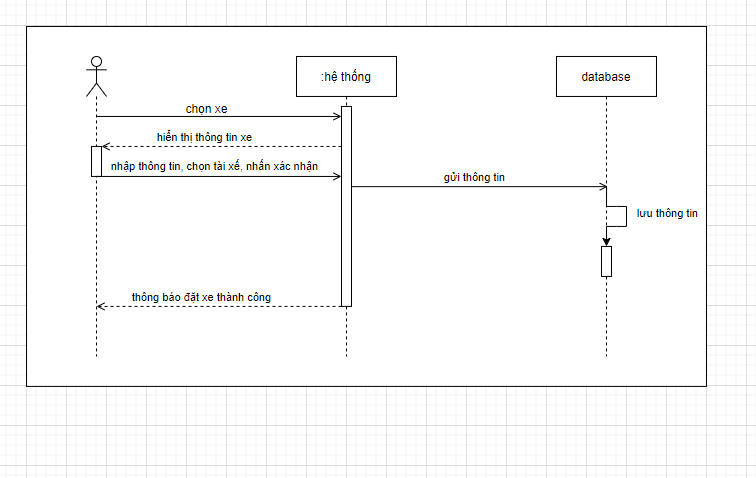 :hệ thống
database
chọn xe
hiển thị thông tin xe
nhập thông tin, chọn tài xế, nhấn xác nhận
gửi thông tin
lưu thông tin
thông báo đặt xe thành công